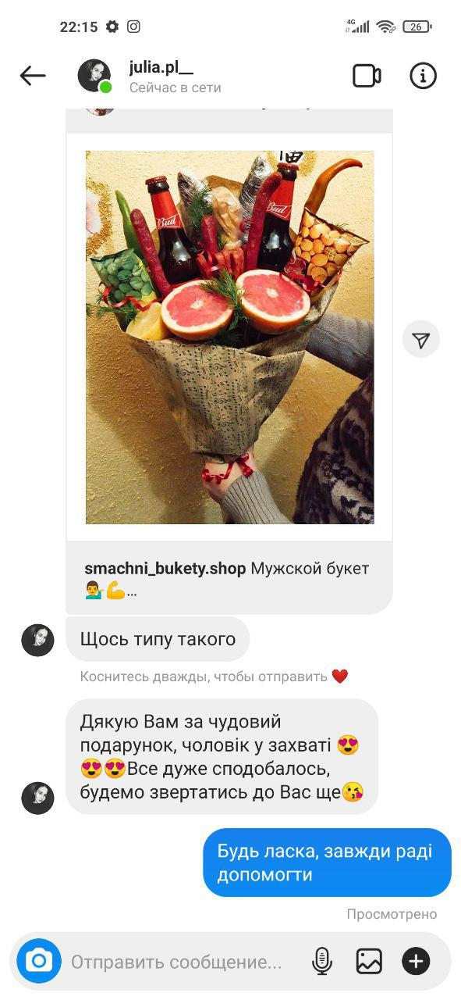 22:15
4G
26
julia.pl__
Сейчас в сети
Bud
Bud
smachni_bukety.shop Мужской букет
💁‍♂️💪...
Щось типу такого
Коснитесь дважды, чтобы отправить ❤️
Дякую Вам за чудовий
подарунок, чоловік у захваті 😍
😍😍Все дуже сподобалось,
будемо звертатись до Вас ще😘
Будь ласка, завжди раді
допомогти
Просмотрено
Отправить сообщение...